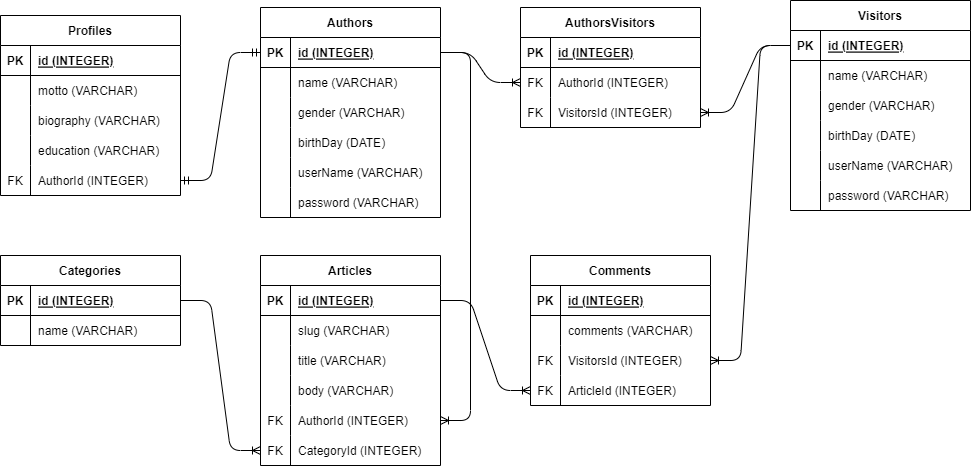 Profiles
PK id (INTEGER)
motto (VARCHAR)
biography (VARCHAR)
education (VARCHAR)
FK AuthorId (INTEGER)
Authors
PK id (INTEGER)
name (VARCHAR)
gender (VARCHAR)
birthDay (DATE)
userName (VARCHAR)
password (VARCHAR)
AuthorsVisitors
PK id (INTEGER)
FK AuthorId (INTEGER)
FK VisitorsId (INTEGER)
Visitors
PK id (INTEGER)
name (VARCHAR)
gender (VARCHAR)
birthDay (DATE)
userName (VARCHAR)
password (VARCHAR)
Categories
PK id (INTEGER)
name (VARCHAR)
Articles
PK id (INTEGER)
slug (VARCHAR)
title (VARCHAR)
body (VARCHAR)
FK AuthorId (INTEGER)
FK CategoryId (INTEGER)
Comments
PK id (INTEGER)
comments (VARCHAR)
FK VisitorsId (INTEGER)
FK ArticleId (INTEGER)